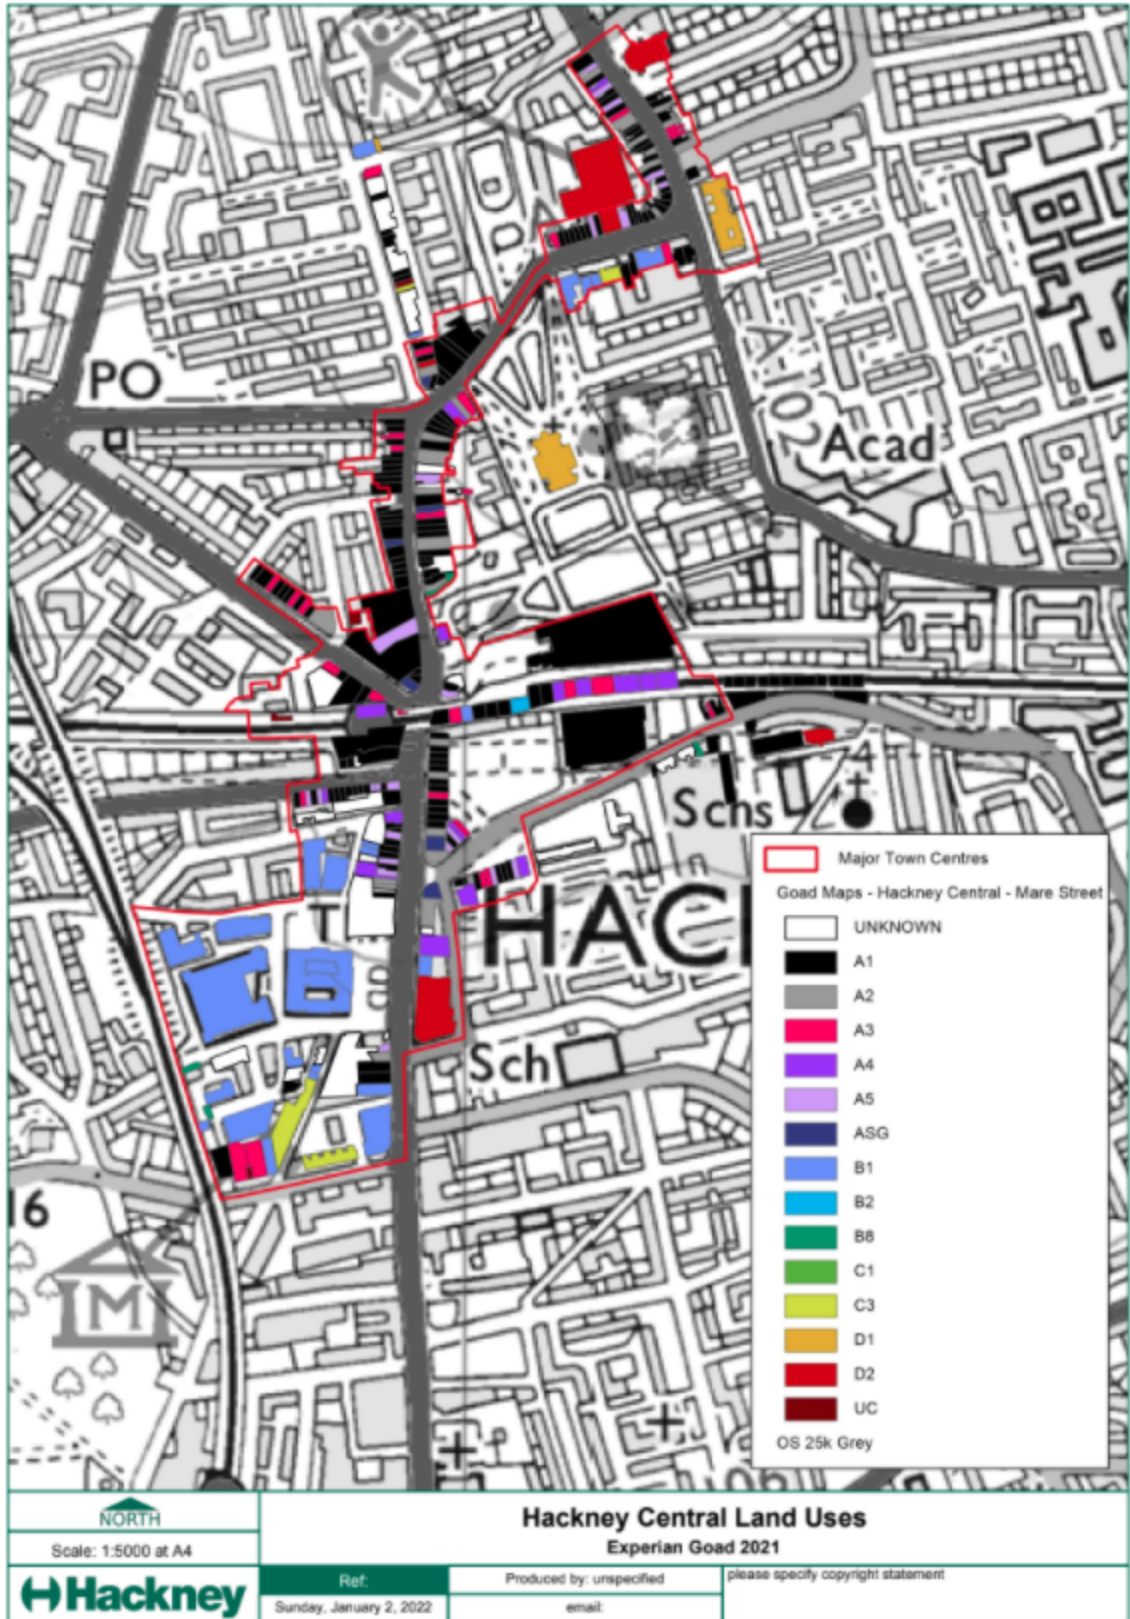 PO
A102
Acad
Schs
HAC
T
Sch
16
M
Major Town Centres
Goad Maps - Hackney Central - Mare Street
UNKNOWN
A1
A2
A3
A4
A5
ASG
B1
B2
B8
C1
C3
D1
D2
UC
OS 25k Grey
NORTH
Scale: 1:5000 at A4
Hackney
Hackney Central Land Uses
Experian Goad 2021
Ref:
Sunday, January 2, 2022
Produced by: unspecified
email:
please specify copyright statement